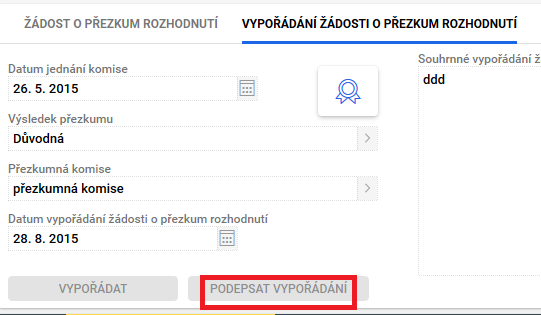 ŽÁDOST O PŘEZKUM ROZHODNUTÍ
VYPOŘÁDÁNÍ ŽÁDOSTI O PŘEZKUM ROZHODNUTÍ
Datum jednání komise
26. 5. 2015
Výsledek přezkumu
Důvodná
Přezkumná komise
přezkumná komise
Datum vypořádání žádosti o přezkum rozhodnutí
28. 8. 2015
VYPOŘÁDAT
PODEPSAT VYPOŘÁDÁNÍ
Souhrnné vypořádání ž
ddd